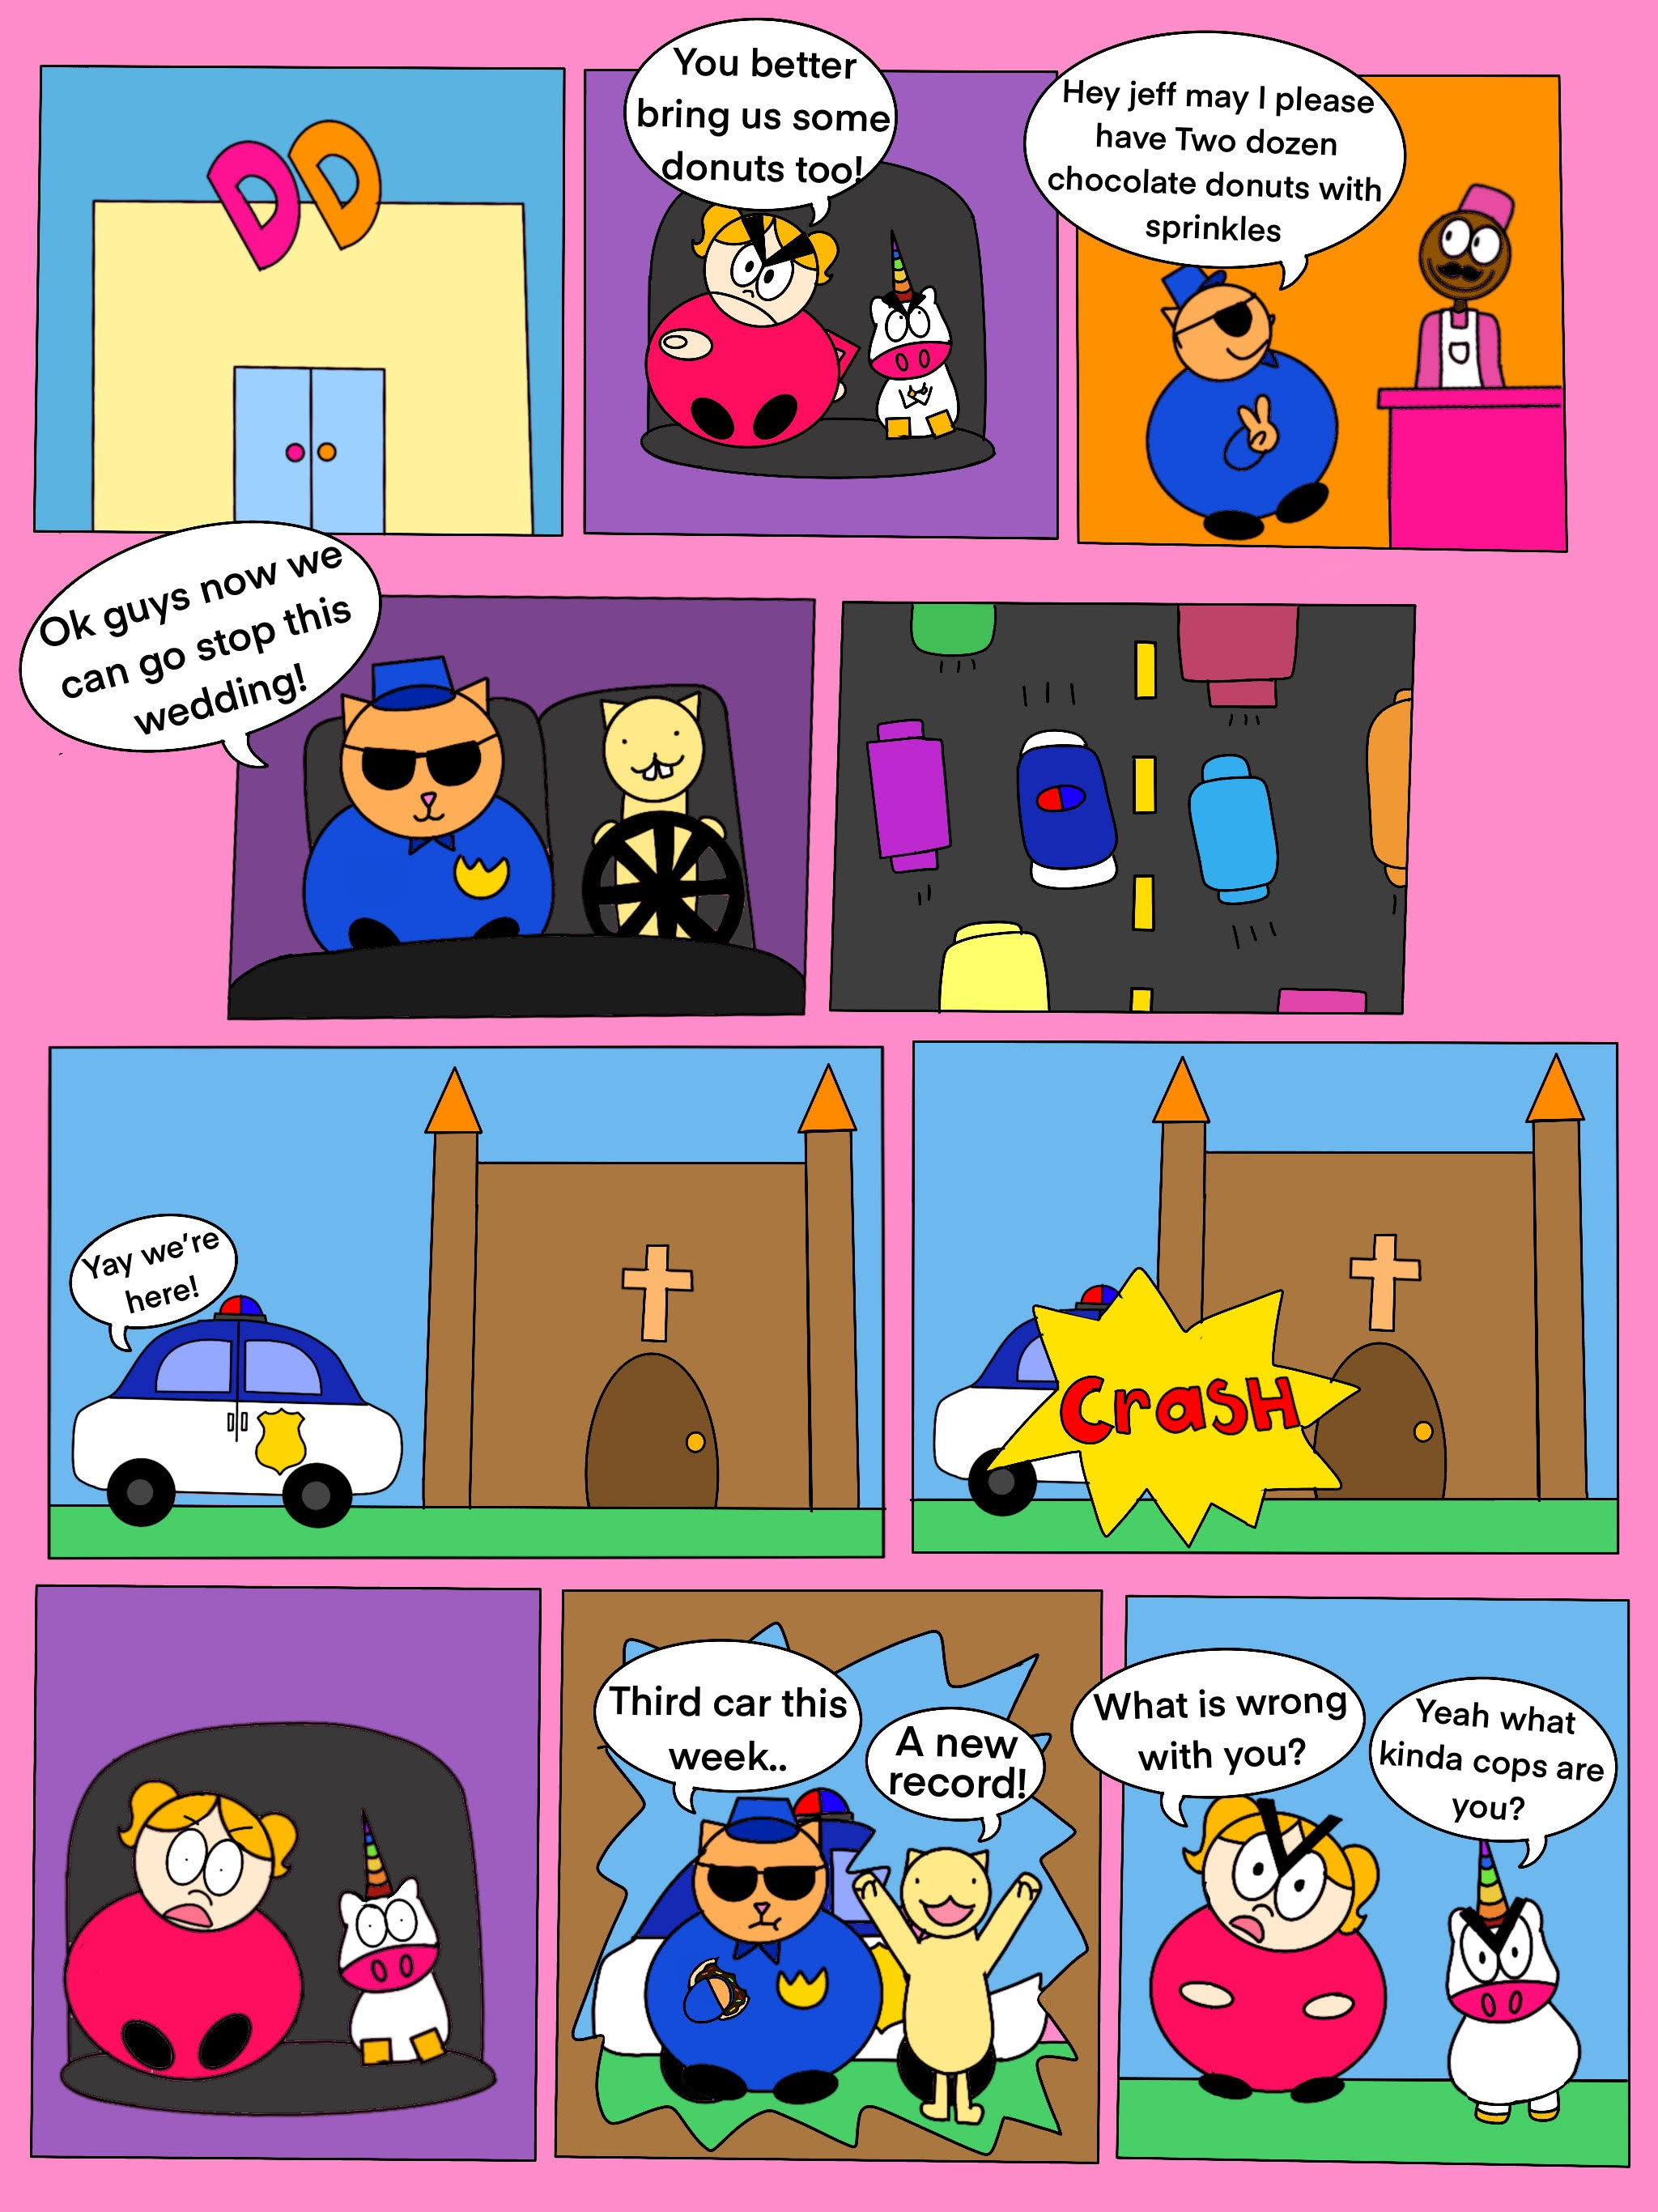 DD
You better
bring us some
donuts too!
Hey jeff may I please
have Two dozen
chocolate donuts with
sprinkles
Ok guys now we
can go stop this
wedding!
Yay we're
here!
CrasH
Third car this
week..
A new
record!
What is wrong
with you?
Yeah what
kinda cops are
you?